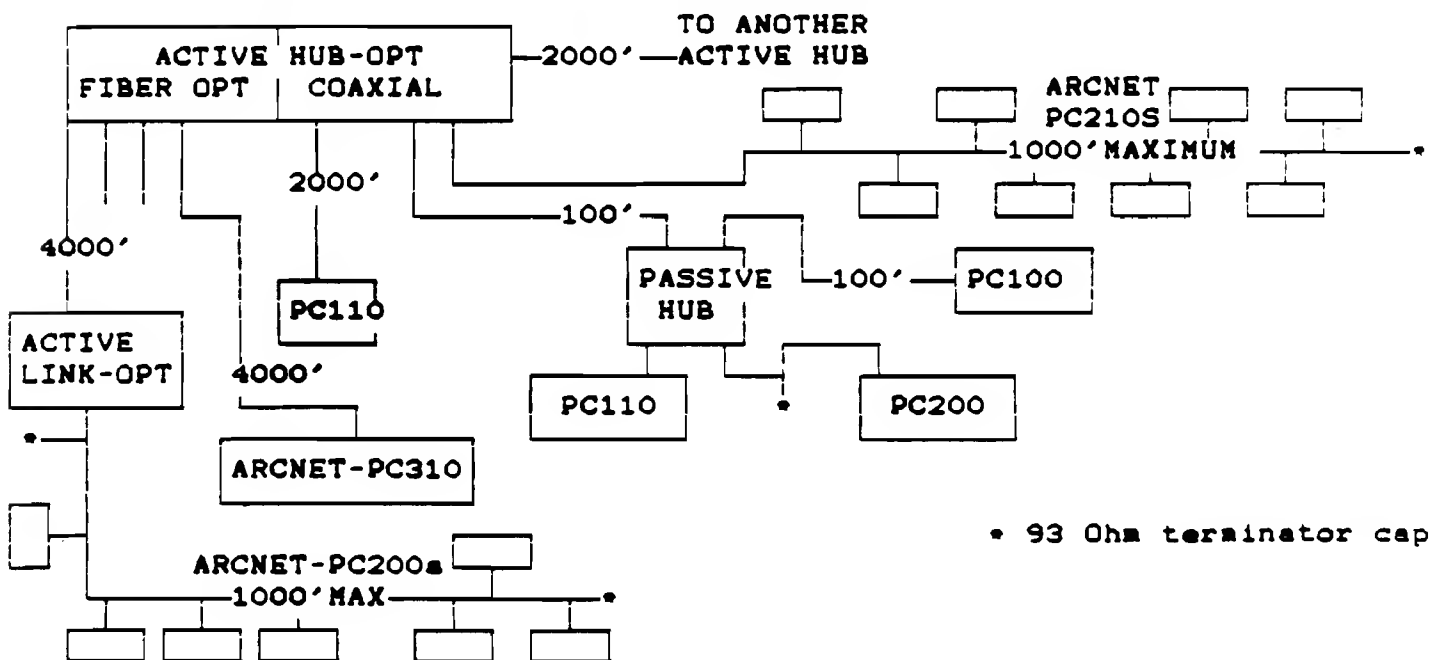 TO ANOTHER
ACTIVE HUB
2000'
ACTIVE HUB-OPT
FIBER OPT COAXIAL
ARCNET
PC210S
1000'MAXIMUM *
2000'
100'
4000'
PC110
PASSIVE
HUB
100'
PC100
ACTIVE
LINK-OPT
4000'
PC110
*
PC200
*
ARCNET-PC310
* 93 Ohm terminator cap
ARCNET-PC200s
1000'MAX *